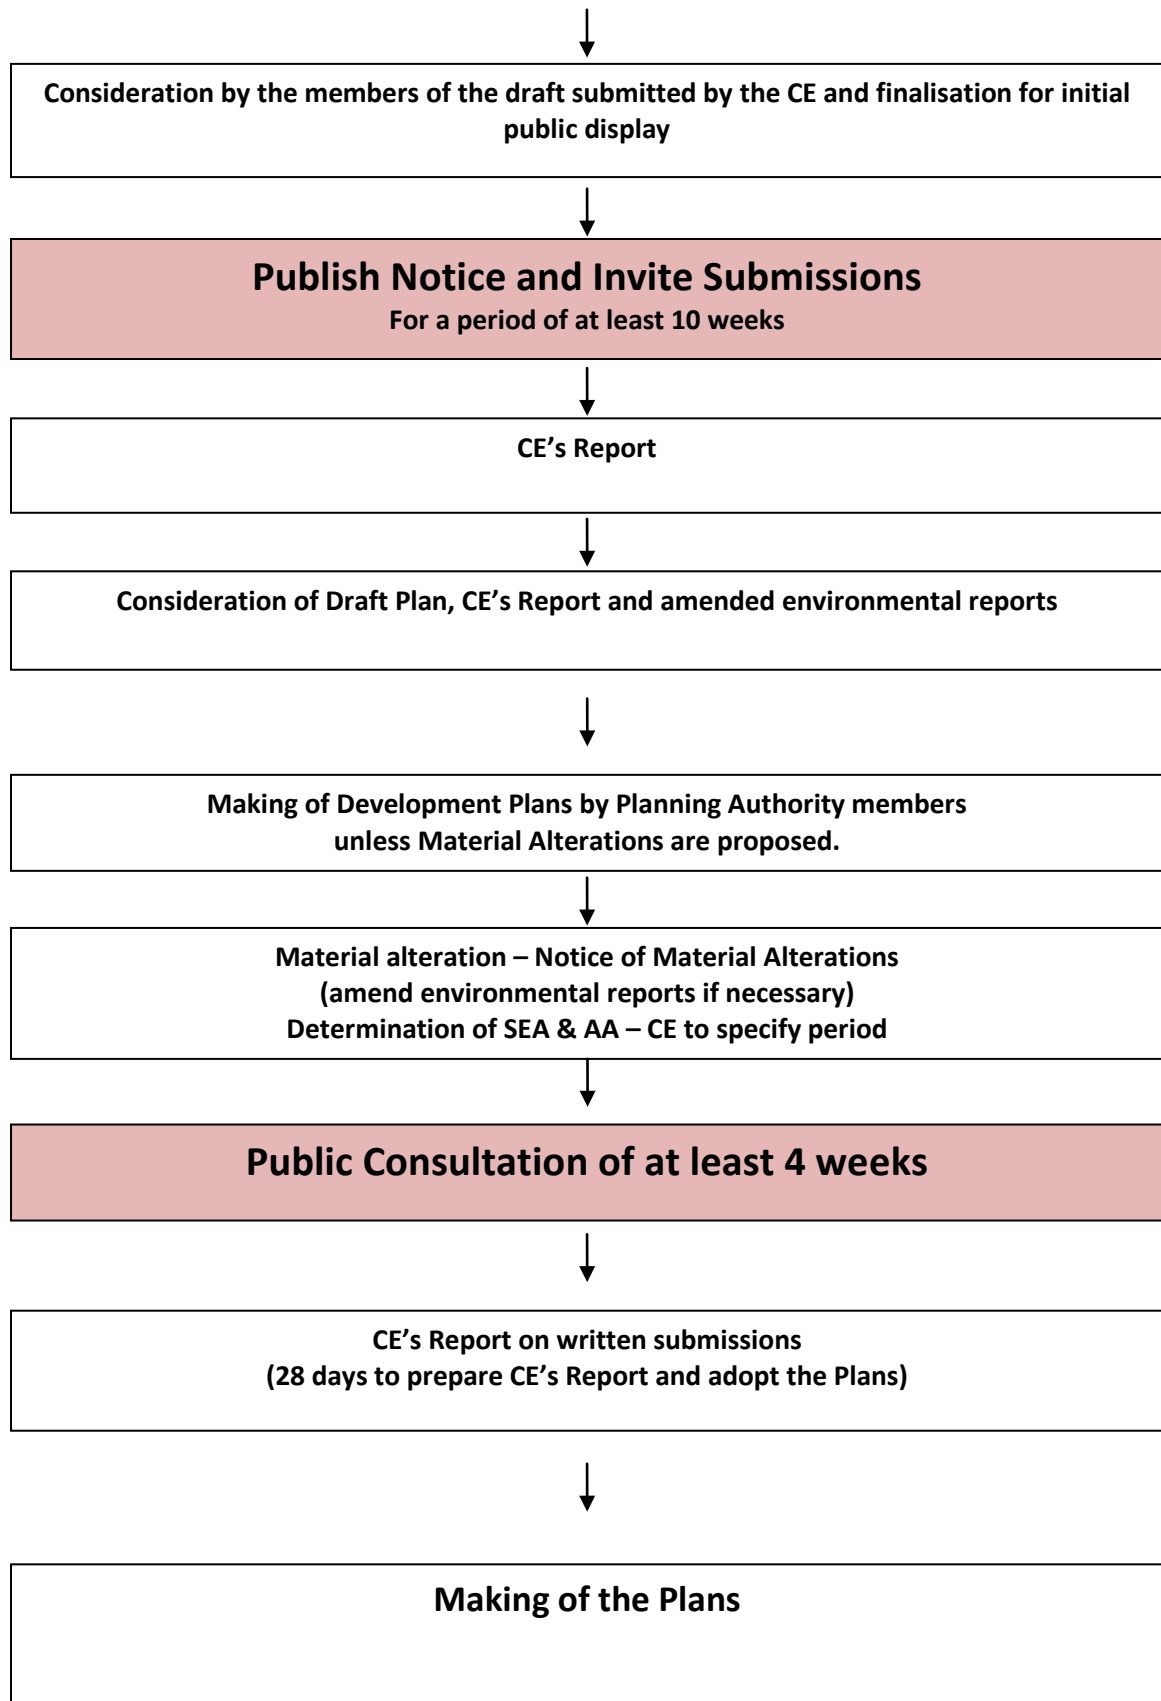 Consideration by the members of the draft submitted by the CE and finalisation for initial
public display
Publish Notice and Invite Submissions
For a period of at least 10 weeks
CE’s Report
Consideration of Draft Plan, CE’s Report and amended environmental reports
Making of Development Plans by Planning Authority members
unless Material Alterations are proposed.
Material alteration – Notice of Material Alterations
(amend environmental reports if necessary)
Determination of SEA & AA – CE to specify period
Public Consultation of at least 4 weeks
CE’s Report on written submissions
(28 days to prepare CE’s Report and adopt the Plans)
Making of the Plans